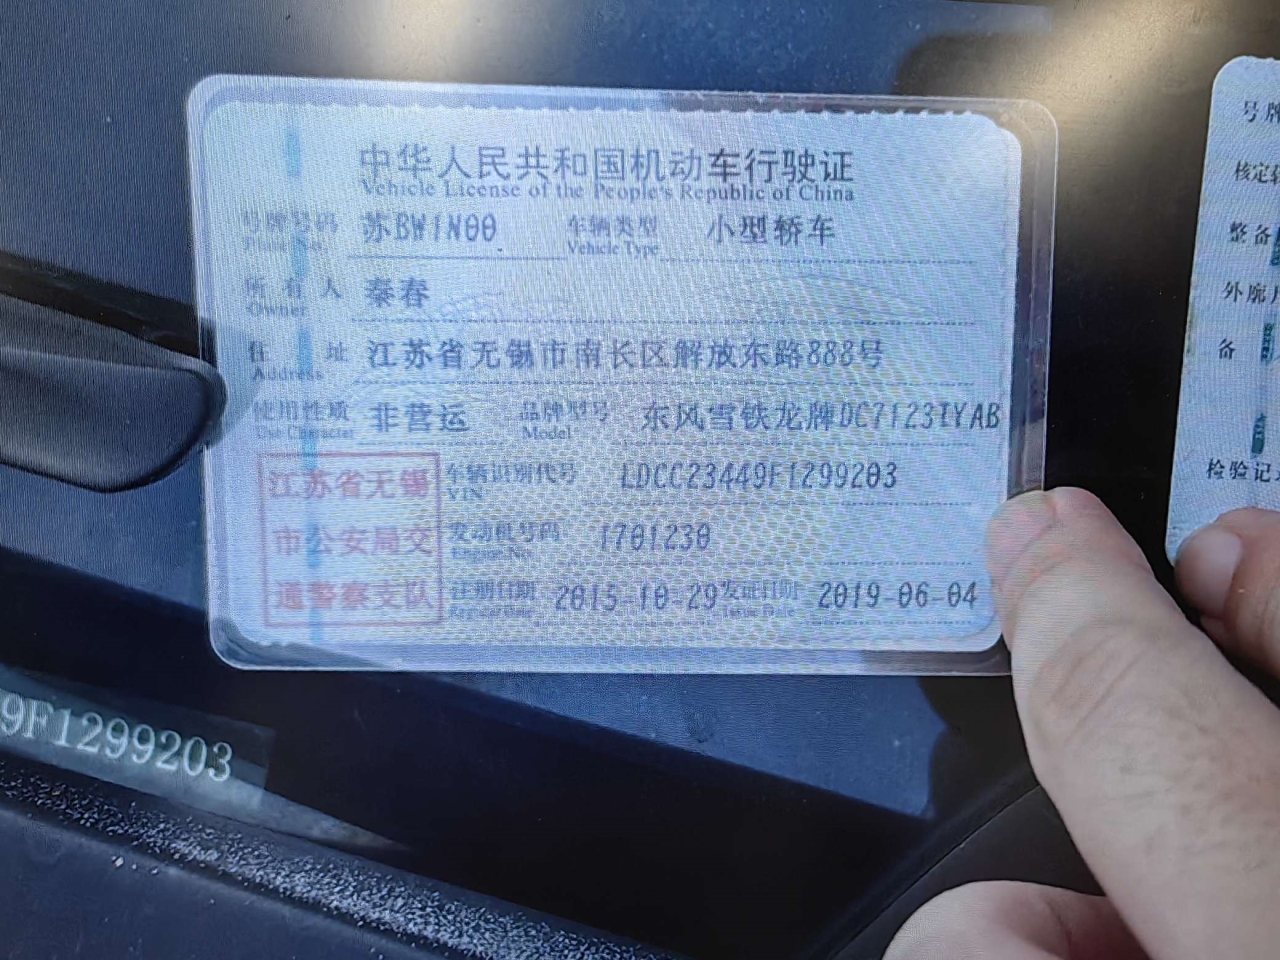 中华人民共和国机动车行驶证
Vehicle License of the People's Republic of China
号牌号码 苏BW1N00 车辆类型 小型轿车
Plate No. Vehicle Type
所有人 秦春
Owner
住址 江苏省无锡市南长区解放东路888号
Address
使用性质 非营运 品牌型号 东风雪铁龙牌DC7123IYAB
Use Character Model
江苏省无锡 车辆识别代号 LDCC23449F1299203
VIN
市公安局交 发动机号码 1701230
Engine No.
通警察支队 注册日期 2015-10-29 发证日期 2019-06-04
Register Date Issue Date
9F1299203
号牌
核定
整备
外廓
备
检验记